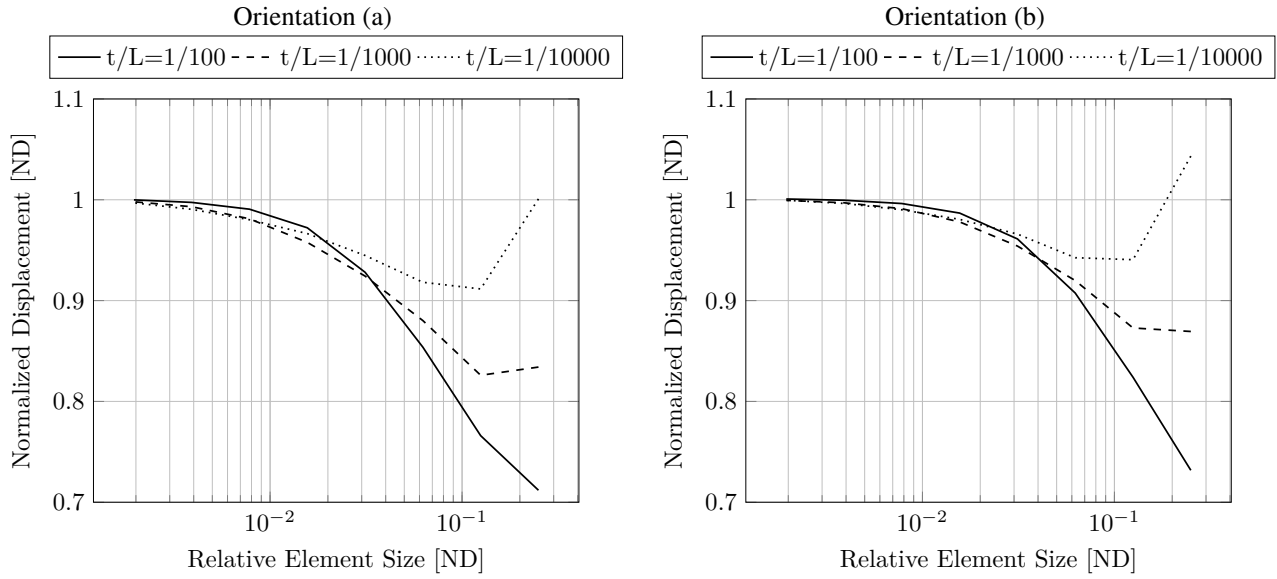 Orientation (a)
t/L=1/100 t/L=1/1000 t/L=1/10000
1.1
1
0.9
0.8
0.7
10^-2
10^-1
Normalized Displacement [ND]
Relative Element Size [ND]
Orientation (b)
t/L=1/100 t/L=1/1000 t/L=1/10000
1.1
1
0.9
0.8
0.7
10^-2
10^-1
Normalized Displacement [ND]
Relative Element Size [ND]